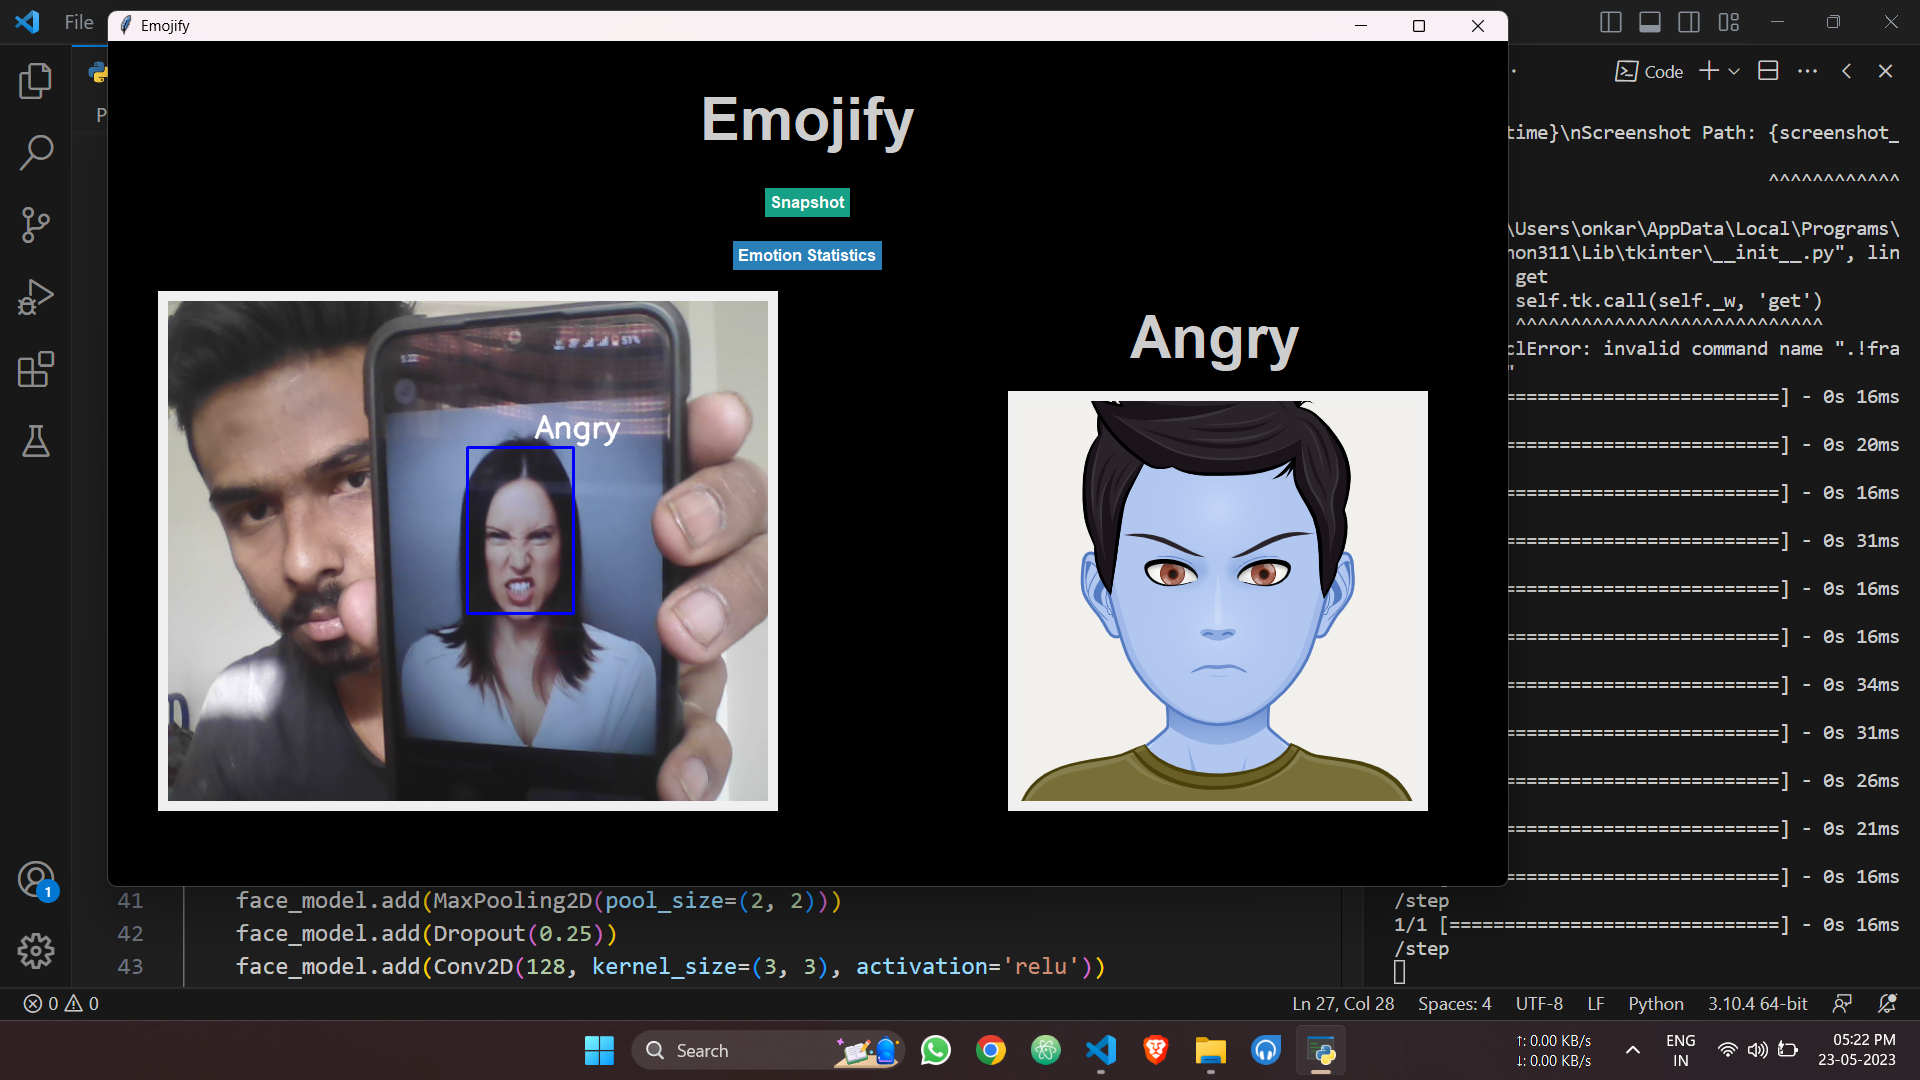 File
Emojify
Emojify
Snapshot
Emotion Statistics
Angry
Angry
5:22
P
Code
time}\nScreenshot Path: {screenshot_
^^^^^^^^^^^^
\Users\onkar\AppData\Local\Programs\
hon311\Lib\tkinter\__init__.py", lin
get
self.tk.call(self._w, 'get')
^^^^^^^^^^^^^^^^^^^^^^^^^^^^
clError: invalid command name ".!fra
"
=========================] - 0s 16ms
=========================] - 0s 20ms
=========================] - 0s 16ms
=========================] - 0s 31ms
=========================] - 0s 16ms
=========================] - 0s 16ms
=========================] - 0s 34ms
=========================] - 0s 31ms
=========================] - 0s 26ms
=========================] - 0s 21ms
=========================] - 0s 16ms
/step
1/1 [==============================] - 0s 16ms
/step
41 face_model.add(MaxPooling2D(pool_size=(2, 2)))
42 face_model.add(Dropout(0.25))
43 face_model.add(Conv2D(128, kernel_size=(3, 3), activation='relu'))
1
0 0
Ln 27, Col 28 Spaces: 4 UTF-8 LF Python 3.10.4 64-bit
Search
↑: 0.00 KB/s
↓: 0.00 KB/s
ENG
IN
05:22 PM
23-05-2023